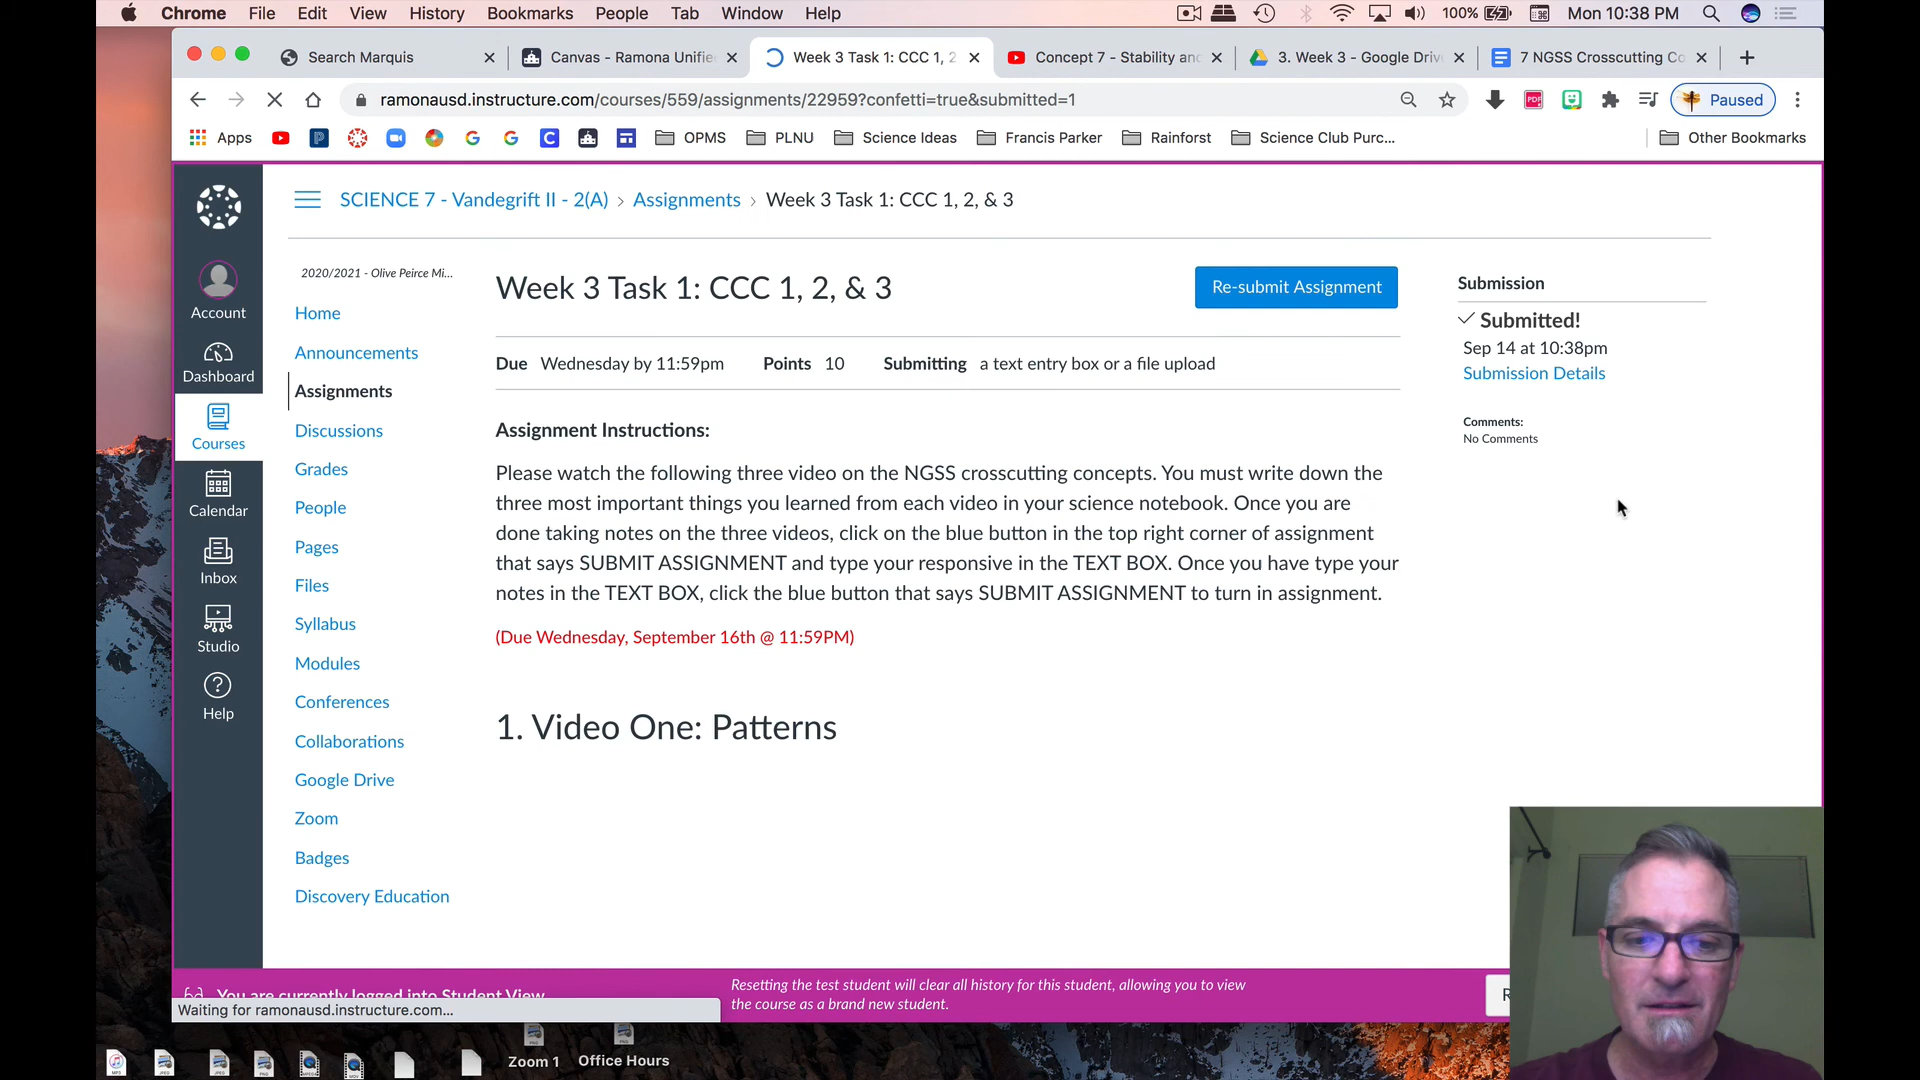 Chrome File Edit View History Bookmarks People Tab Window Help 100% Mon 10:38 PM
Search Marquis Canvas - Ramona Unifie Week 3 Task 1: CCC 1, 2 Concept 7 - Stability and 3. Week 3 - Google Driv 7 NGSS Crosscutting Co
ramonausd.instructure.com/courses/559/assignments/22959?confetti=true&submitted=1 PDF Paused
Apps OPMS PLNU Science Ideas Francis Parker Rainforst Science Club Purc... Other Bookmarks
SCIENCE 7 - Vandegrift II - 2(A) › Assignments › Week 3 Task 1: CCC 1, 2, & 3
Account
Dashboard
Courses
Calendar
Inbox
Studio
Help
2020/2021 - Olive Peirce Mi...
Home
Announcements
Assignments
Discussions
Grades
People
Pages
Files
Syllabus
Modules
Conferences
Collaborations
Google Drive
Zoom
Badges
Discovery Education
Week 3 Task 1: CCC 1, 2, & 3
Re-submit Assignment
Due Wednesday by 11:59pm Points 10 Submitting a text entry box or a file upload
Assignment Instructions:
Please watch the following three video on the NGSS crosscutting concepts. You must write down the
three most important things you learned from each video in your science notebook. Once you are
done taking notes on the three videos, click on the blue button in the top right corner of assignment
that says SUBMIT ASSIGNMENT and type your responsive in the TEXT BOX. Once you have type your
notes in the TEXT BOX, click the blue button that says SUBMIT ASSIGNMENT to turn in assignment.
(Due Wednesday, September 16th @ 11:59PM)
1. Video One: Patterns
Submission
Submitted!
Sep 14 at 10:38pm
Submission Details
Comments:
No Comments
You are currently logged into Student View
Resetting the test student will clear all history for this student, allowing you to view
the course as a brand new student.
Waiting for ramonausd.instructure.com...
Zoom 1 Office Hours